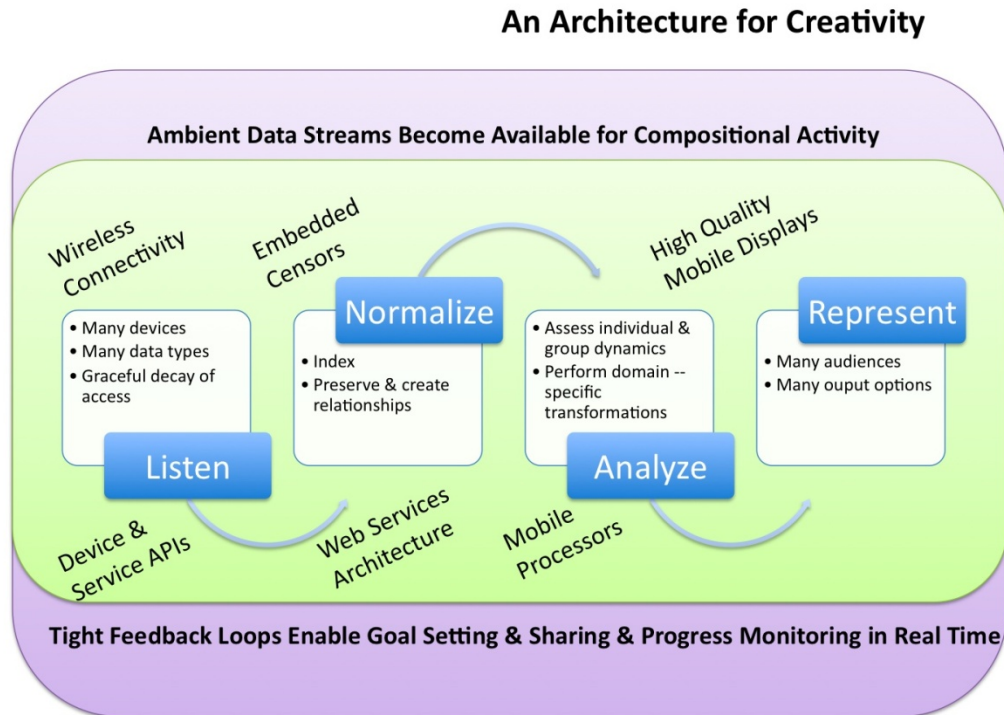 An Architecture for Creativity
Ambient Data Streams Become Available for Compositional Activity
Wireless
Connectivity
Embedded
Censors
High Quality
Mobile Displays
• Many devices
• Many data types
• Graceful decay of
access
Listen
Normalize
• Index
• Preserve & create
relationships
• Assess individual &
group dynamics
• Perform domain --
specific
transformations
Analyze
Represent
• Many audiences
• Many ouput options
Device &
Service APIs
Web Services
Architecture
Mobile
Processors
Tight Feedback Loops Enable Goal Setting & Sharing & Progress Monitoring in Real Time